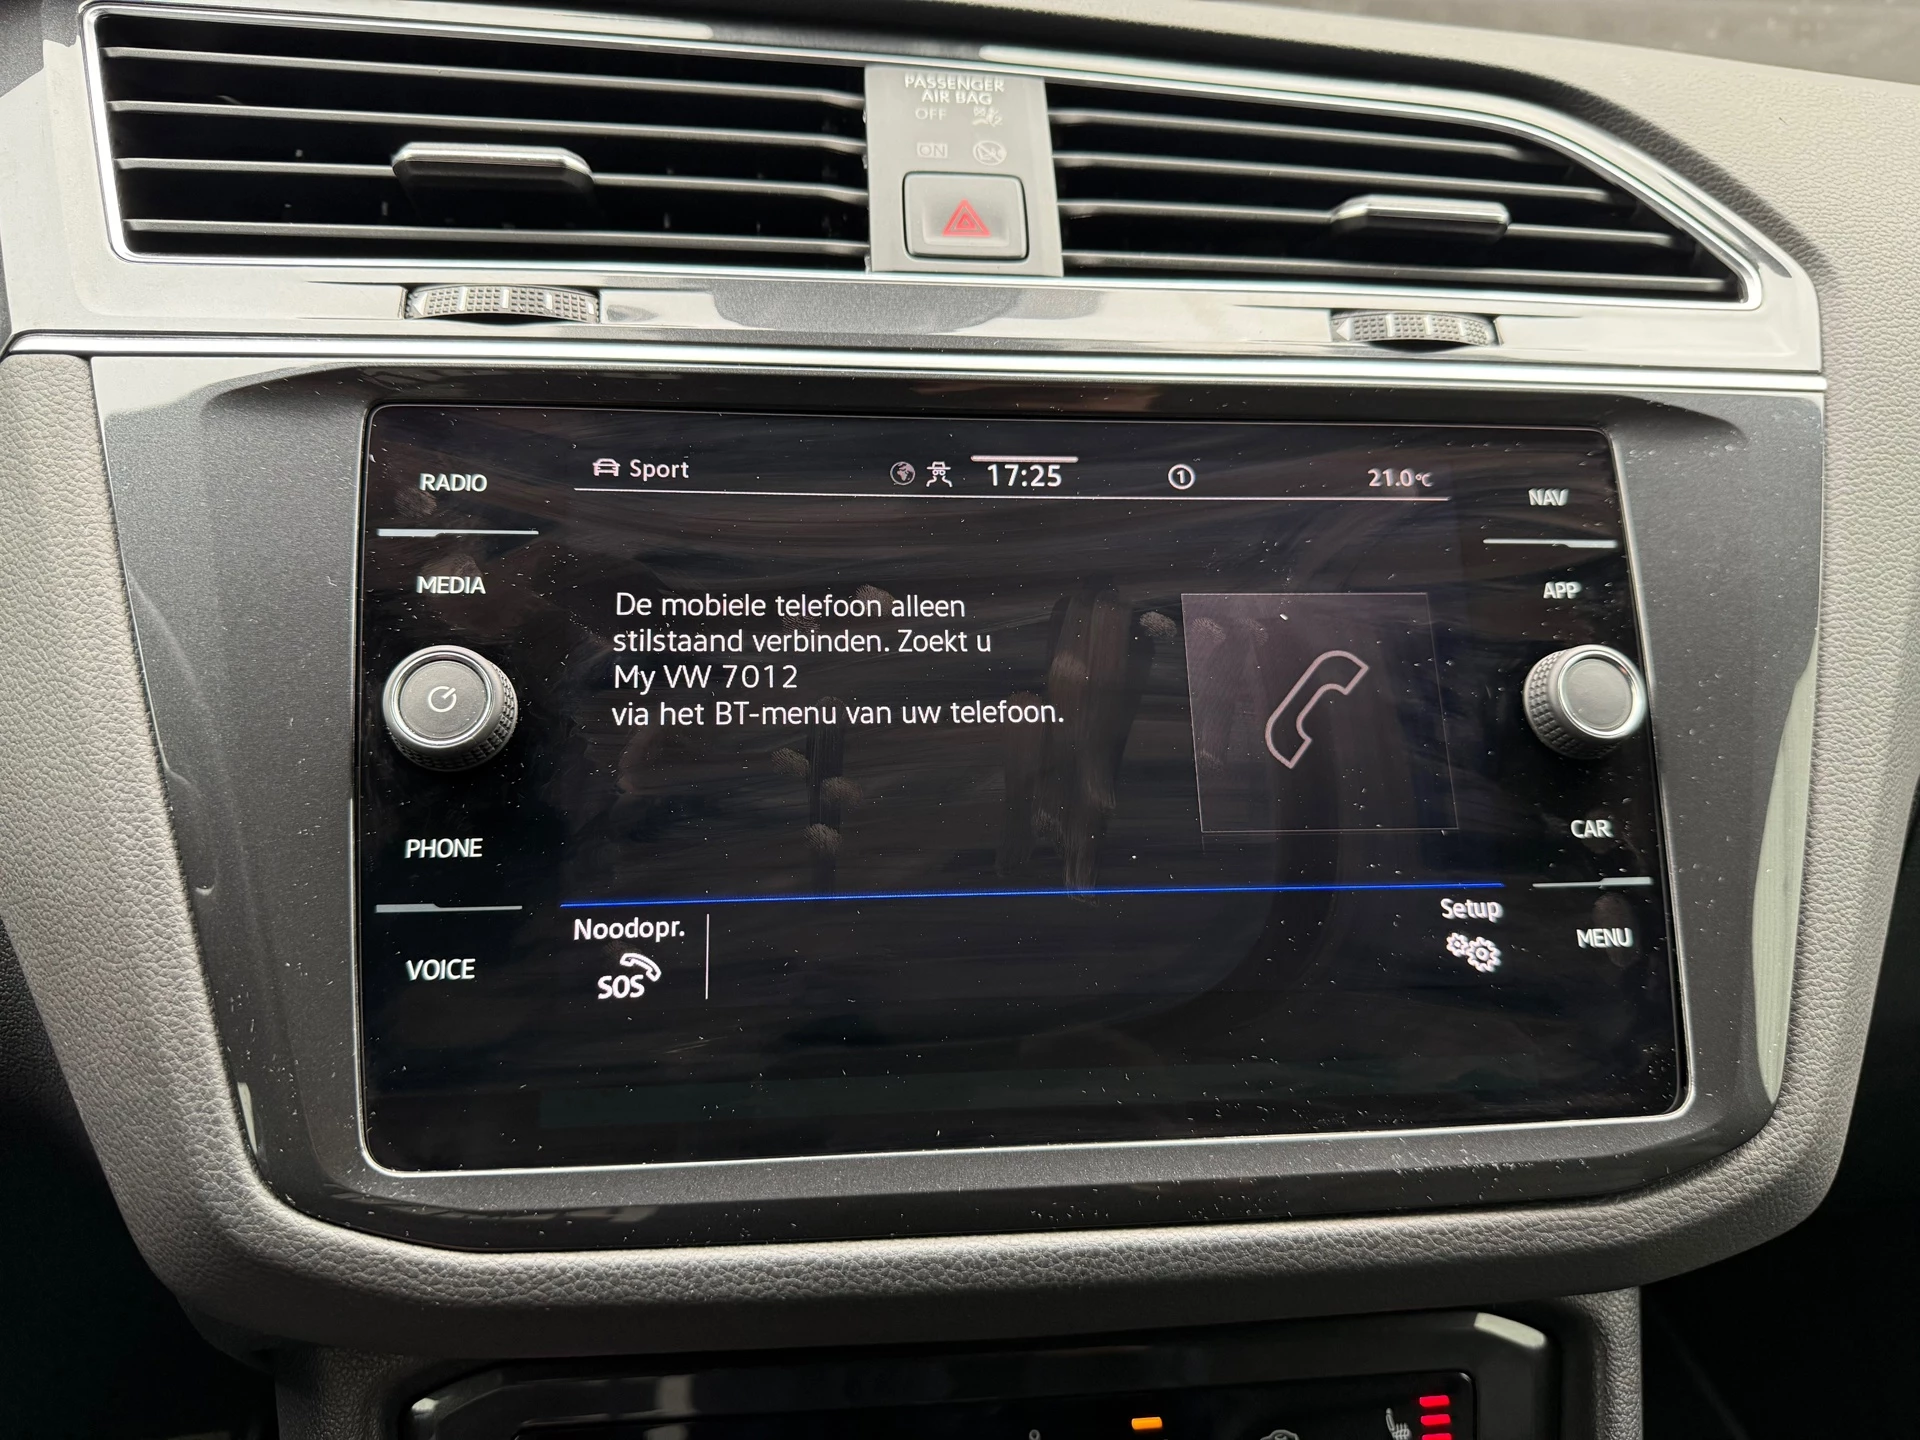 PASSENGER
AIR BAG
OFF
ON
RADIO
MEDIA
PHONE
VOICE
Sport
17:25
1
21.0°C
De mobiele telefoon alleen
stilstaand verbinden. Zoekt u
My VW 7012
via het BT-menu van uw telefoon.
Noodopr.
SOS
Setup
NAV
APP
CAR
MENU